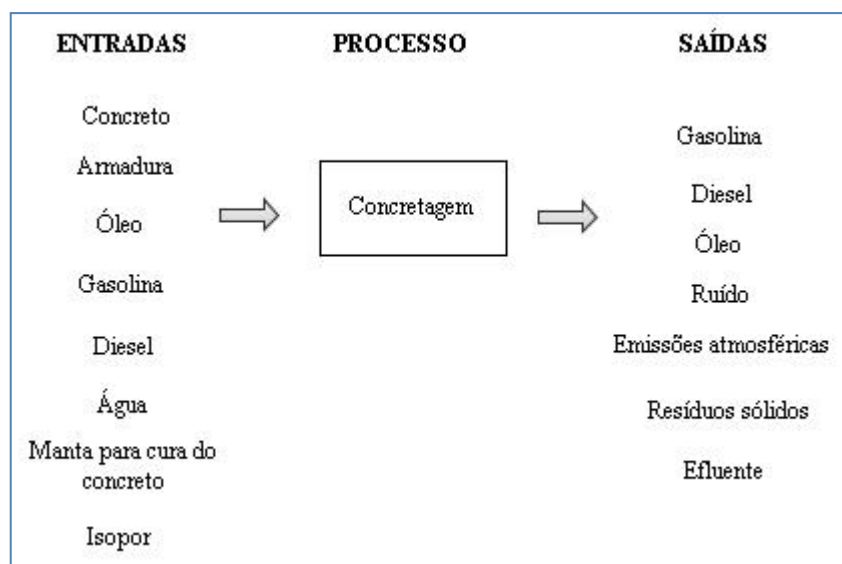 ENTRADAS
PROCESSO
SAÍDAS
Concreto
Armadura
Óleo
Gasolina
Diesel
Água
Manta para cura do
concreto
Isopor
Concretagem
Gasolina
Diesel
Óleo
Ruído
Emissões atmosféricas
Resíduos sólidos
Efluente